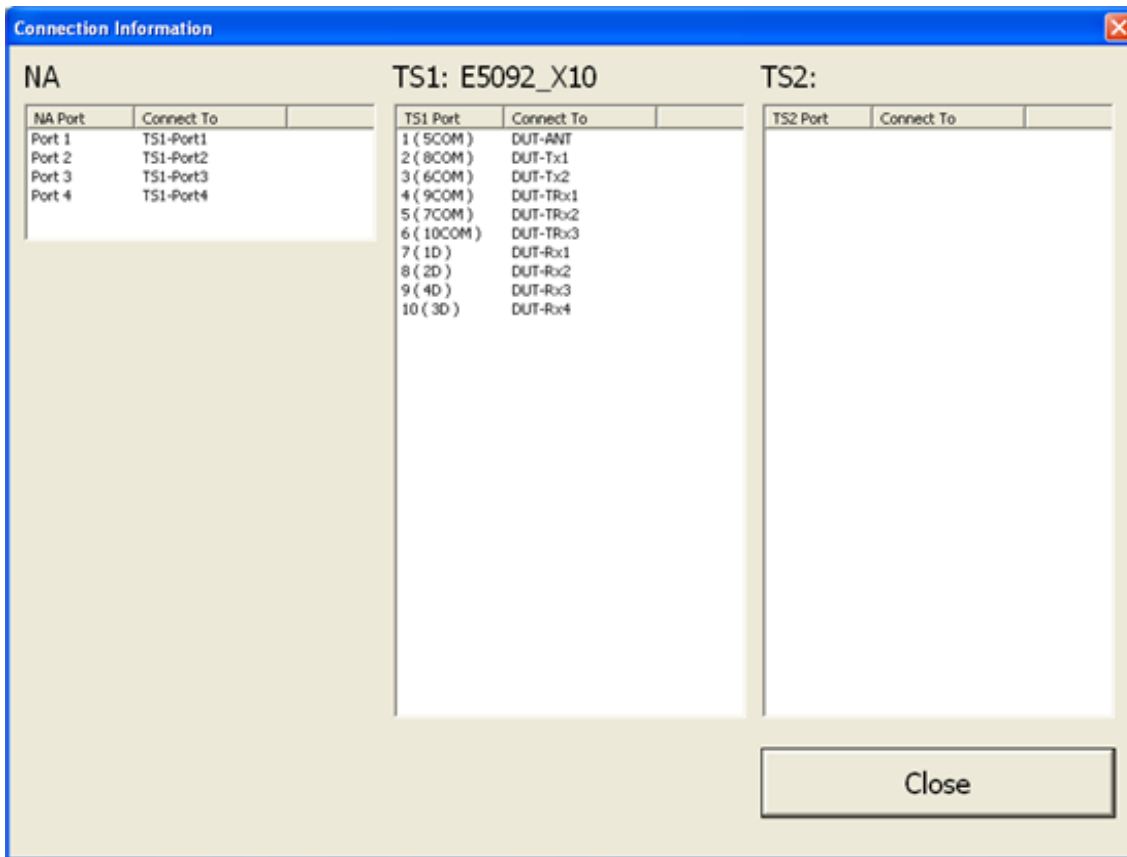 Connection Information
NA
NA Port Connect To
Port 1 TS1-Port1
Port 2 TS1-Port2
Port 3 TS1-Port3
Port 4 TS1-Port4
TS1: E5092_X10
TS1 Port Connect To
1 ( 5COM ) DUT-ANT
2 ( 8COM ) DUT-Tx1
3 ( 6COM ) DUT-Tx2
4 ( 9COM ) DUT-TRx1
5 ( 7COM ) DUT-TRx2
6 ( 10COM ) DUT-TRx3
7 ( 1D ) DUT-Rx1
8 ( 2D ) DUT-Rx2
9 ( 4D ) DUT-Rx3
10 ( 3D ) DUT-Rx4
TS2:
TS2 Port Connect To
Close